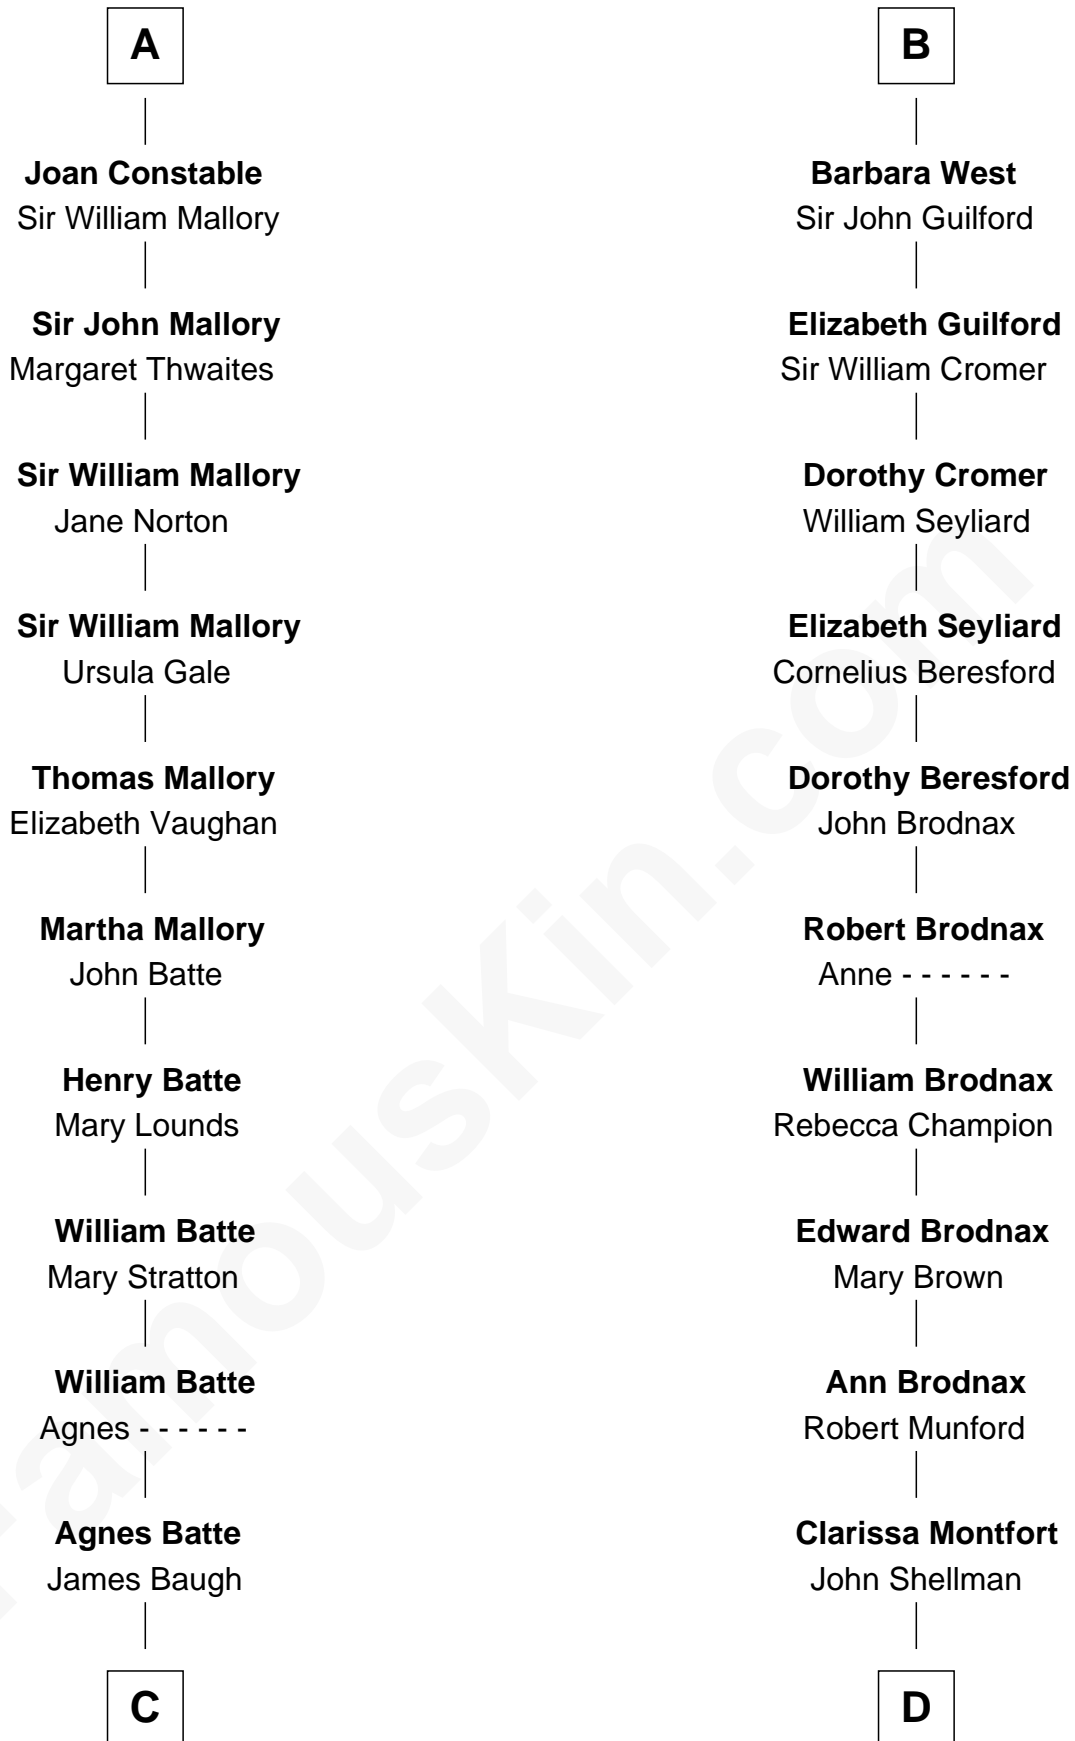 A
Joan Constable
Sir William Mallory
Sir John Mallory
Margaret Thwaites
Sir William Mallory
Jane Norton
Sir William Mallory
Ursula Gale
Thomas Mallory
Elizabeth Vaughan
Martha Mallory
John Batte
Henry Batte
Mary Lounds
William Batte
Mary Stratton
William Batte
Agnes - - - - - -
Agnes Batte
James Baugh
C
B
Barbara West
Sir John Guilford
Elizabeth Guilford
Sir William Cromer
Dorothy Cromer
William Seyliard
Elizabeth Seyliard
Cornelius Beresford
Dorothy Beresford
John Brodnax
Robert Brodnax
Anne - - - - - -
William Brodnax
Rebecca Champion
Edward Brodnax
Mary Brown
Ann Brodnax
Robert Munford
Clarissa Montfort
John Shellman
D
FamousKin.com